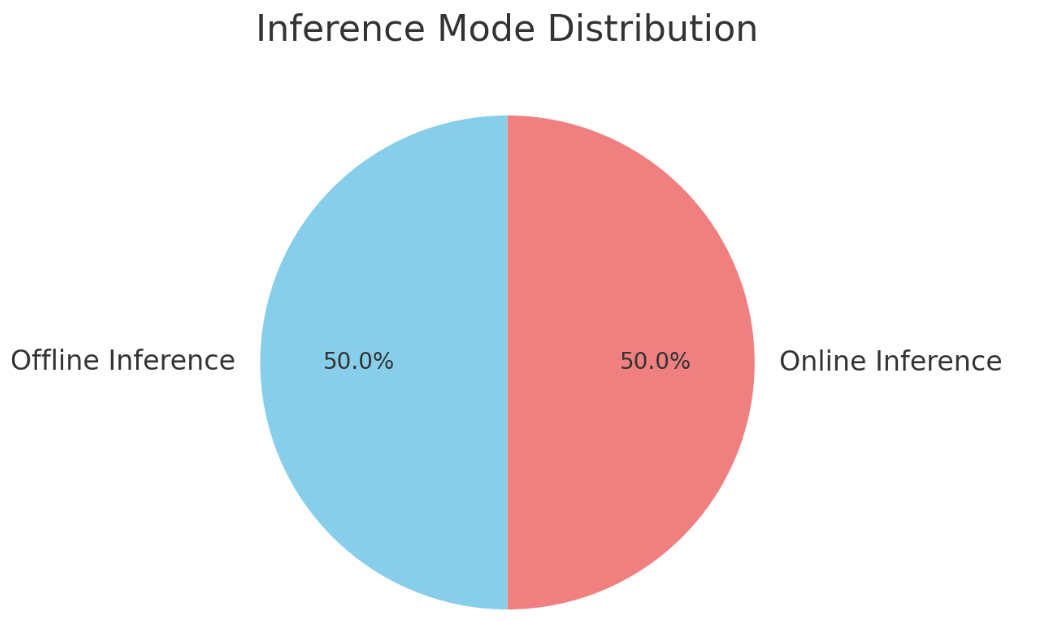 Inference Mode Distribution
Offline Inference
50.0%
50.0%
Online Inference